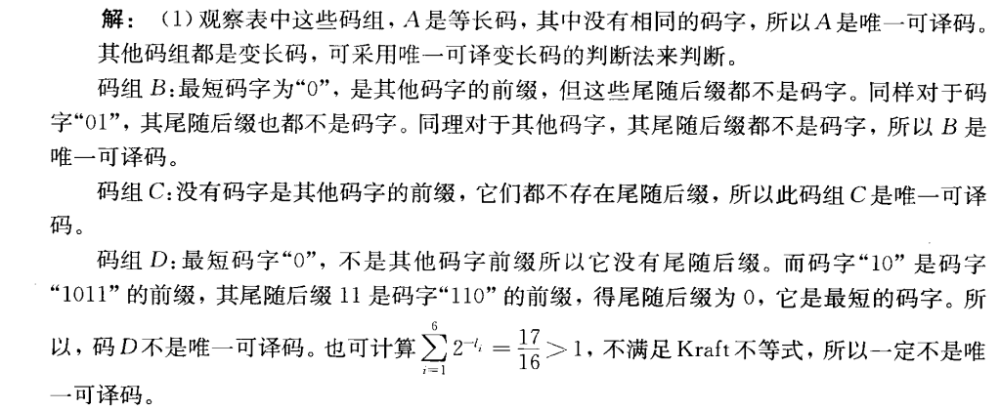 解：（1）观察表中这些码组，A是等长码，其中没有相同的码字，所以A是唯一可译码。
其他码组都是变长码，可采用唯一可译变长码的判断法来判断。
码组 B：最短码字为“0”，是其他码字的前缀，但这些尾随后缀都不是码字。同样对于码
字“01”，其尾随后缀也都不是码字。同理对于其他码字，其尾随后缀都不是码字，所以 B 是
唯一可译码。
码组 C：没有码字是其他码字的前缀，它们都不存在尾随后缀，所以此码组 C 是唯一可译
码。
码组 D：最短码字“0”，不是其他码字前缀所以它没有尾随后缀。而码字“10”是码字
“1011”的前缀，其尾随后缀 11 是码字“110”的前缀，得尾随后缀为 0，它是最短的码字。所
以，码 D 不是唯一可译码。也可计算 \sum_{i=1}^{6} 2^{-l_i} = \frac{17}{16} > 1，不满足 Kraft 不等式，所以一定不是唯
一可译码。